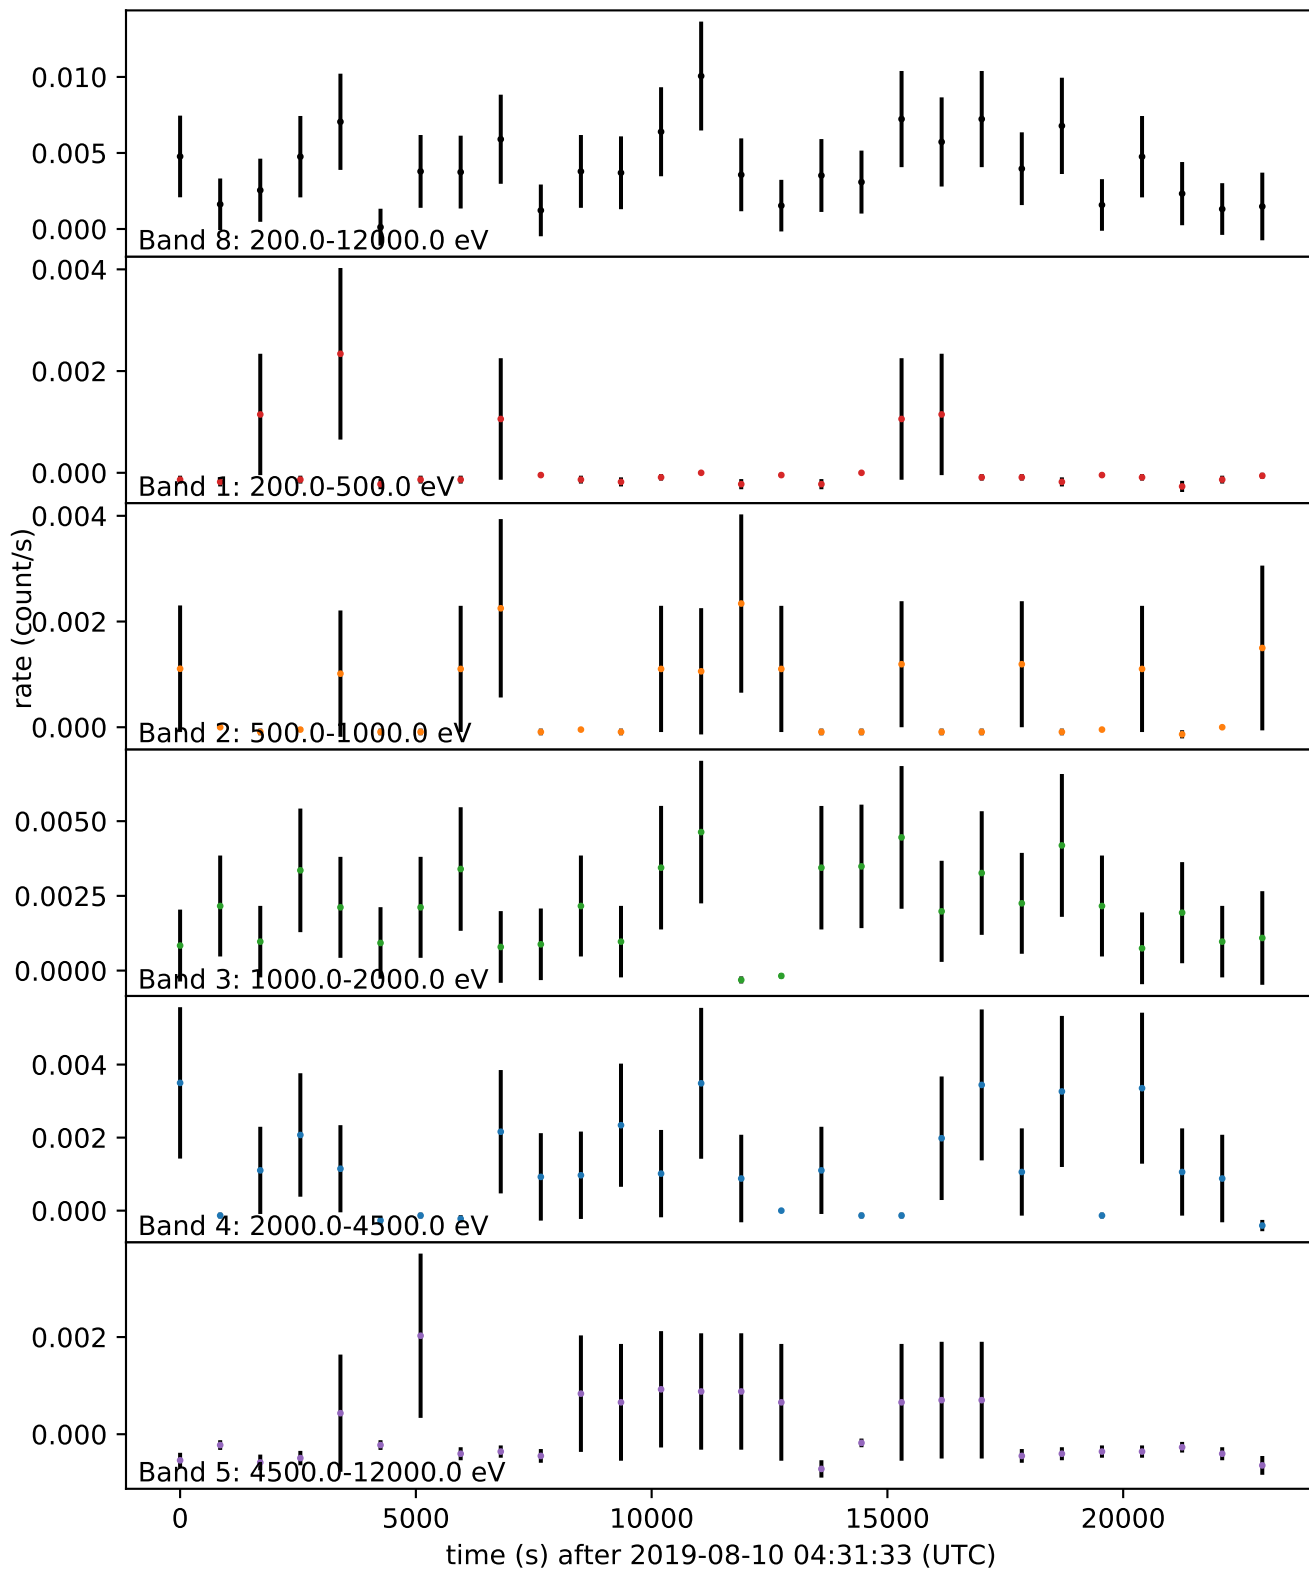 0.010
0.005
0.000
Band 8: 200.0-12000.0 eV
0.004
0.002
0.000
Band 1: 200.0-500.0 eV
0.004
0.002
0.000
Band 2: 500.0-1000.0 eV
rate (count/s)
0.0050
0.0025
0.0000
Band 3: 1000.0-2000.0 eV
0.004
0.002
0.000
Band 4: 2000.0-4500.0 eV
0.002
0.000
Band 5: 4500.0-12000.0 eV
0 5000 10000 15000 20000
time (s) after 2019-08-10 04:31:33 (UTC)